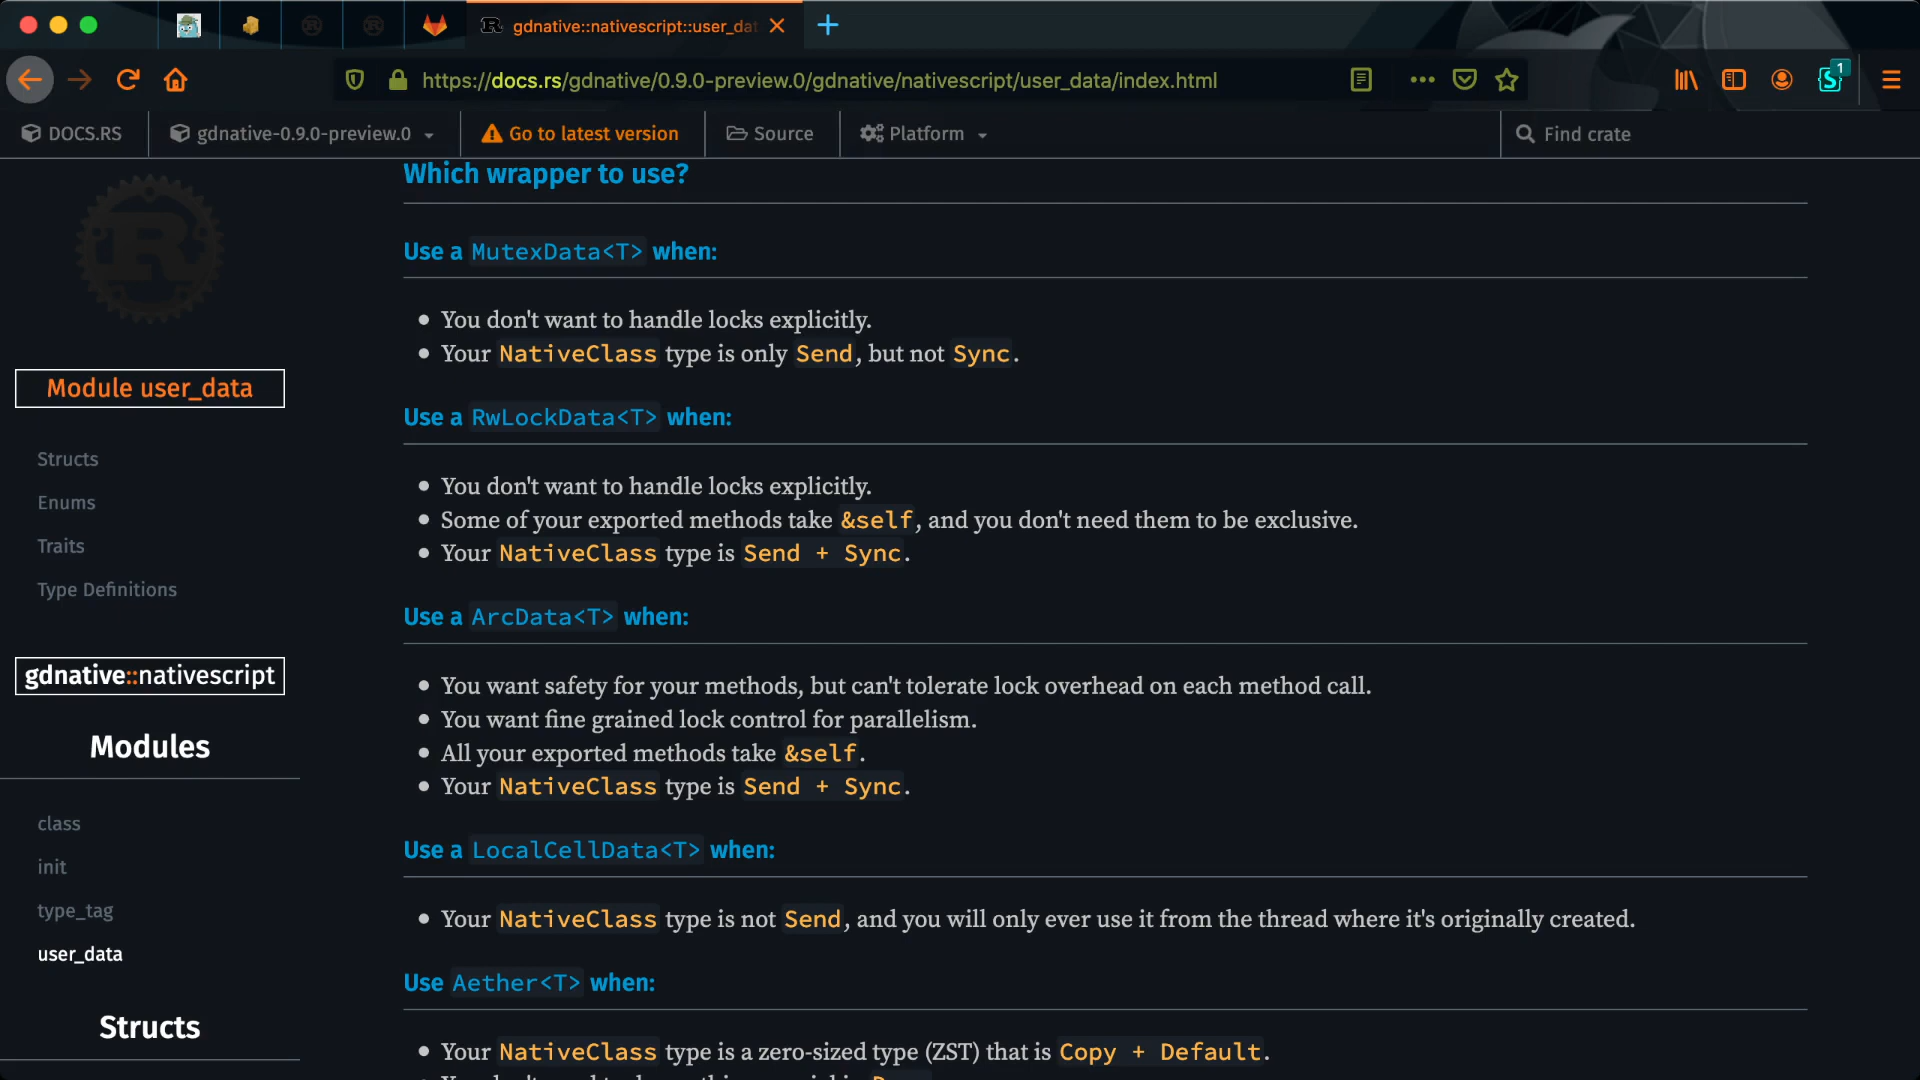 gdnative::nativescript::user_dat
https://docs.rs/gdnative/0.9.0-preview.0/gdnative/nativescript/user_data/index.html
1
DOCS.RS
gdnative-0.9.0-preview.0
Go to latest version
Source
Platform
Find crate
Module user_data
Structs
Enums
Traits
Type Definitions
gdnative::nativescript
Modules
class
init
type_tag
user_data
Structs
Which wrapper to use?
Use a MutexData<T> when:
You don't want to handle locks explicitly.
Your NativeClass type is only Send, but not Sync.
Use a RwLockData<T> when:
You don't want to handle locks explicitly.
Some of your exported methods take &self, and you don't need them to be exclusive.
Your NativeClass type is Send + Sync.
Use a ArcData<T> when:
You want safety for your methods, but can't tolerate lock overhead on each method call.
You want fine grained lock control for parallelism.
All your exported methods take &self.
Your NativeClass type is Send + Sync.
Use a LocalCellData<T> when:
Your NativeClass type is not Send, and you will only ever use it from the thread where it's originally created.
Use Aether<T> when:
Your NativeClass type is a zero-sized type (ZST) that is Copy + Default.